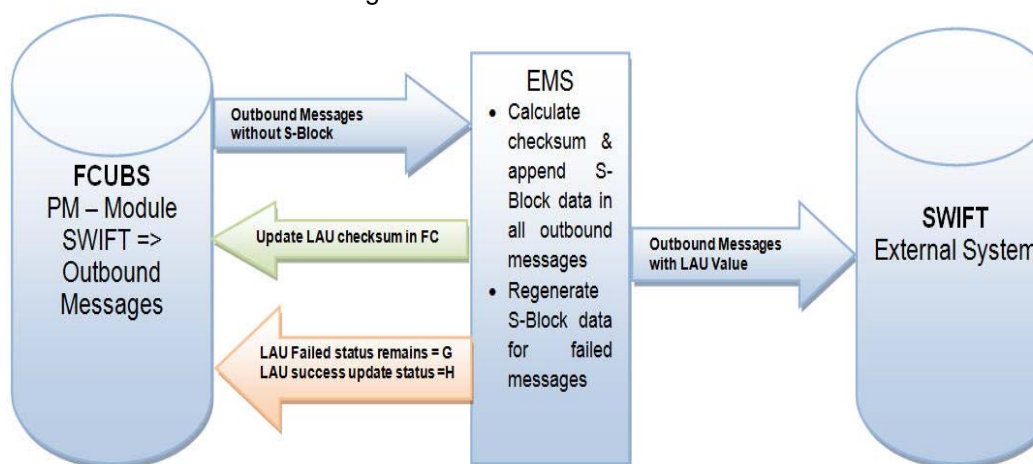 FCUBS
PM – Module
SWIFT =>
Outbound
Messages
Outbound Messages
without S-Block
Update LAU checksum in FC
LAU Failed status remains = G
LAU success update status =H
EMS
• Calculate
checksum &
append S-
Block data in
all outbound
messages
• Regenerate
S-Block data
for failed
messages
Outbound Messages
with LAU Value
SWIFT
External System